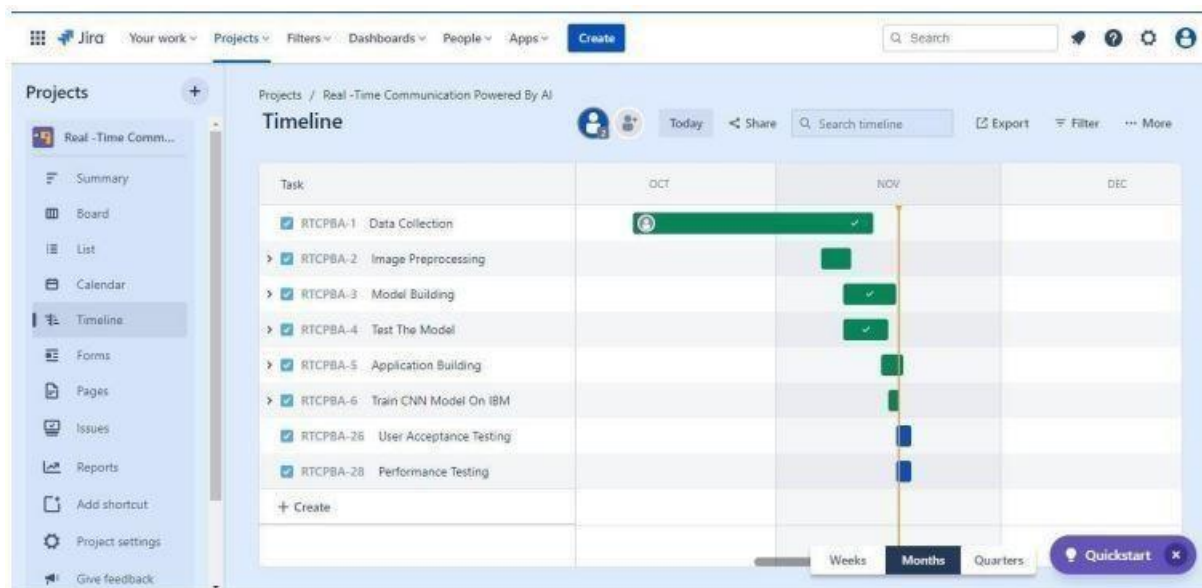 Jira Your work Projects Filters Dashboards People Apps Create Search
Projects +
Real -Time Comm...
Summary
Board
List
Calendar
Timeline
Forms
Pages
Issues
Reports
Add shortcut
Project settings
Give feedback
Projects / Real -Time Communication Powered By AI
Timeline
Today Share Search timeline Export Filter ··· More
Task OCT NOV DEC
RTCPBA-1 Data Collection
RTCPBA-2 Image Preprocessing
RTCPBA-3 Model Building
RTCPBA-4 Test The Model
RTCPBA-5 Application Building
RTCPBA-6 Train CNN Model On IBM
RTCPBA-26 User Acceptance Testing
RTCPBA-28 Performance Testing
+ Create
Weeks Months Quarters
Quickstart